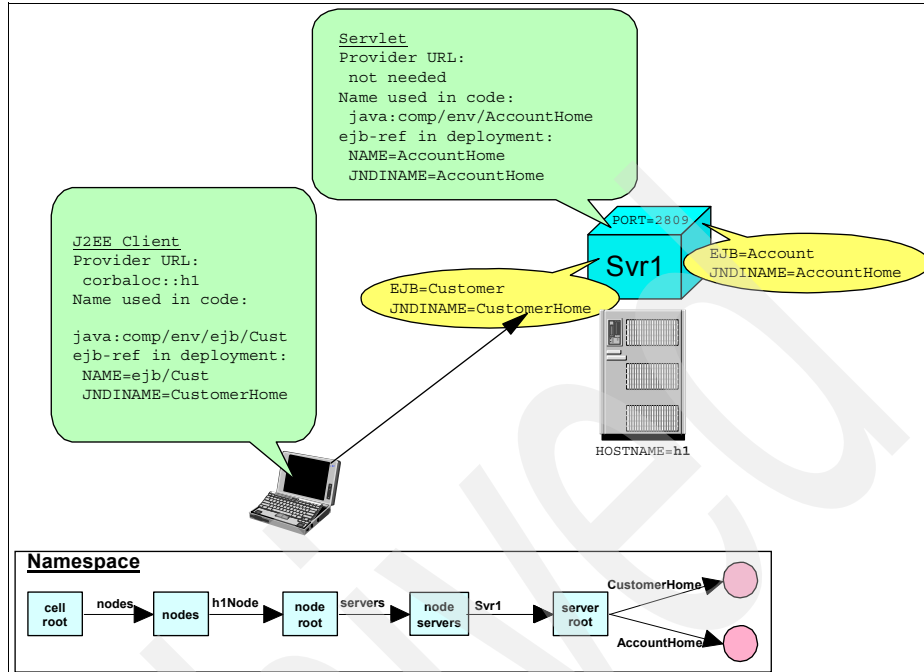 Servlet
Provider URL:
not needed
Name used in code:
java:comp/env/AccountHome
ejb-ref in deployment:
NAME=AccountHome
JNDINAME=AccountHome
J2EE Client
Provider URL:
corbaloc::h1
Name used in code:
java:comp/env/ejb/Cust
ejb-ref in deployment:
NAME=ejb/Cust
JNDINAME=CustomerHome
PORT=2809
Svr1
EJB=Customer
JNDINAME=CustomerHome
EJB=Account
JNDINAME=AccountHome
HOSTNAME=h1
Namespace
cell
root
nodes
nodes
h1Node
node
root
servers
node
servers
Svr1
server
root
CustomerHome
AccountHome